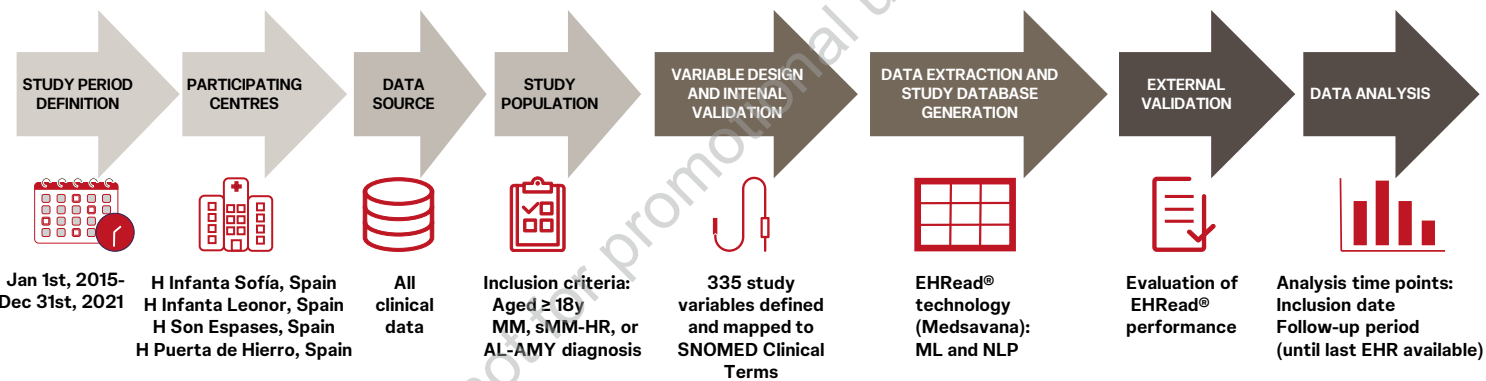 STUDY PERIOD
DEFINITION
PARTICIPATING
CENTRES
DATA
SOURCE
STUDY
POPULATION
VARIABLE DESIGN
AND INTENAL
VALIDATION
DATA EXTRACTION AND
STUDY DATABASE
GENERATION
EXTERNAL
VALIDATION
DATA ANALYSIS
Jan 1st, 2015-
Dec 31st, 2021
H Infanta Sofía, Spain
H Infanta Leonor, Spain
H Son Espases, Spain
H Puerta de Hierro, Spain
All
clinical
data
Inclusion criteria:
Aged ≥ 18y
MM, sMM-HR, or
AL-AMY diagnosis
335 study
variables defined
and mapped to
SNOMED Clinical
Terms
EHRead®
technology
(Medsavana):
ML and NLP
Evaluation of
EHRead®
performance
Analysis time points:
Inclusion date
Follow-up period
(until last EHR available)
not for promotional